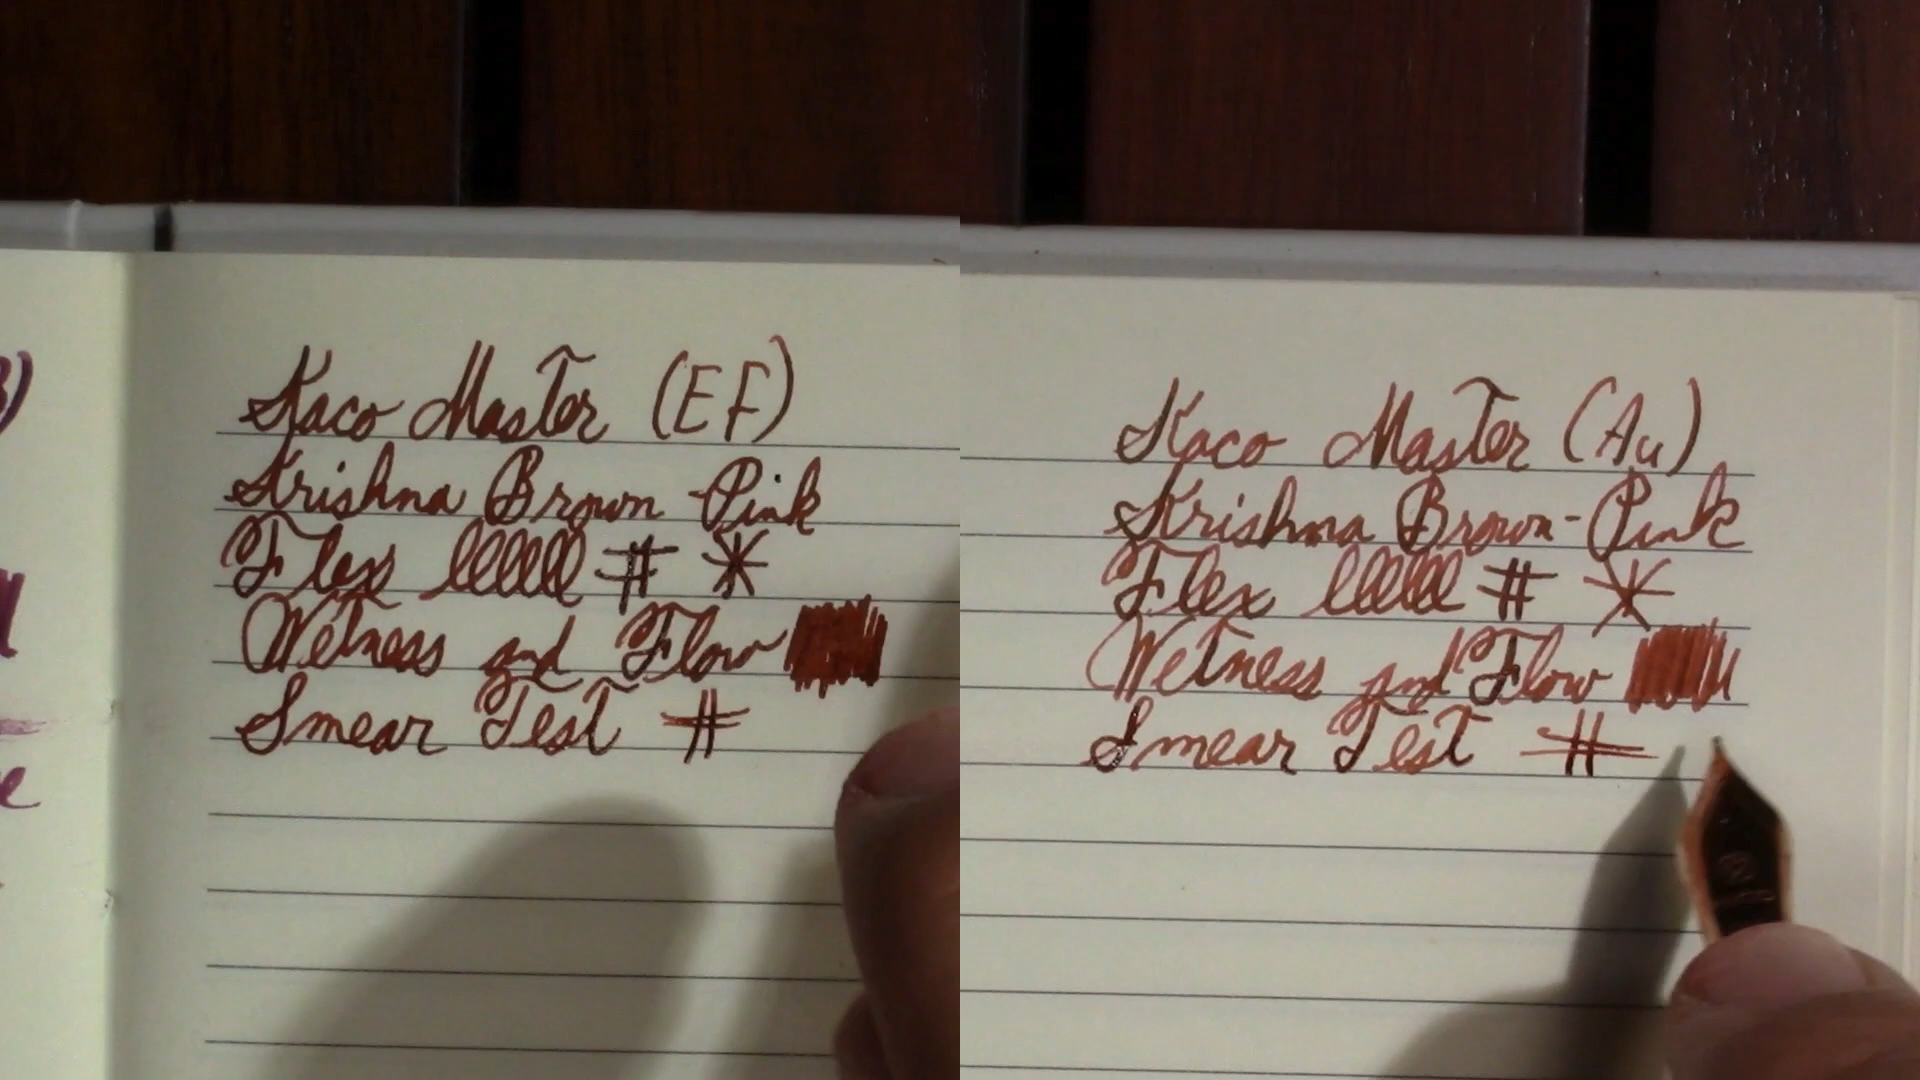 Kaco Master (EF)
Krishna Brown-Pink
Flex lllllll # *
Wetness and Flow
Smear Test #
Kaco Master (Au)
Krishna Brown-Pink
Flex llllll # *
Wetness and Flow
Smear Test #